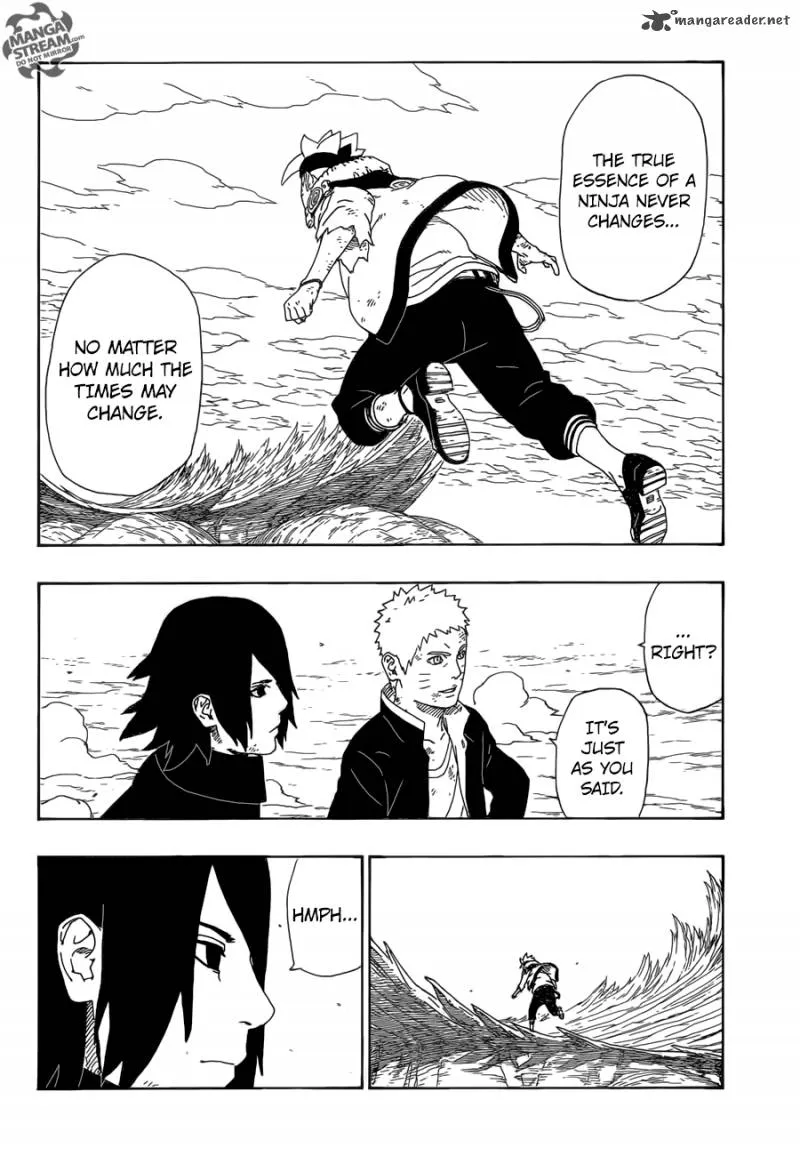 MANGA
STREAM.com
DO NOT MIRROR
mangareader.net
THE TRUE
ESSENCE OF A
NINJA NEVER
CHANGES...
NO MATTER
HOW MUCH THE
TIMES MAY
CHANGE.
...
RIGHT?
IT'S
JUST
AS YOU
SAID.
HMPH...